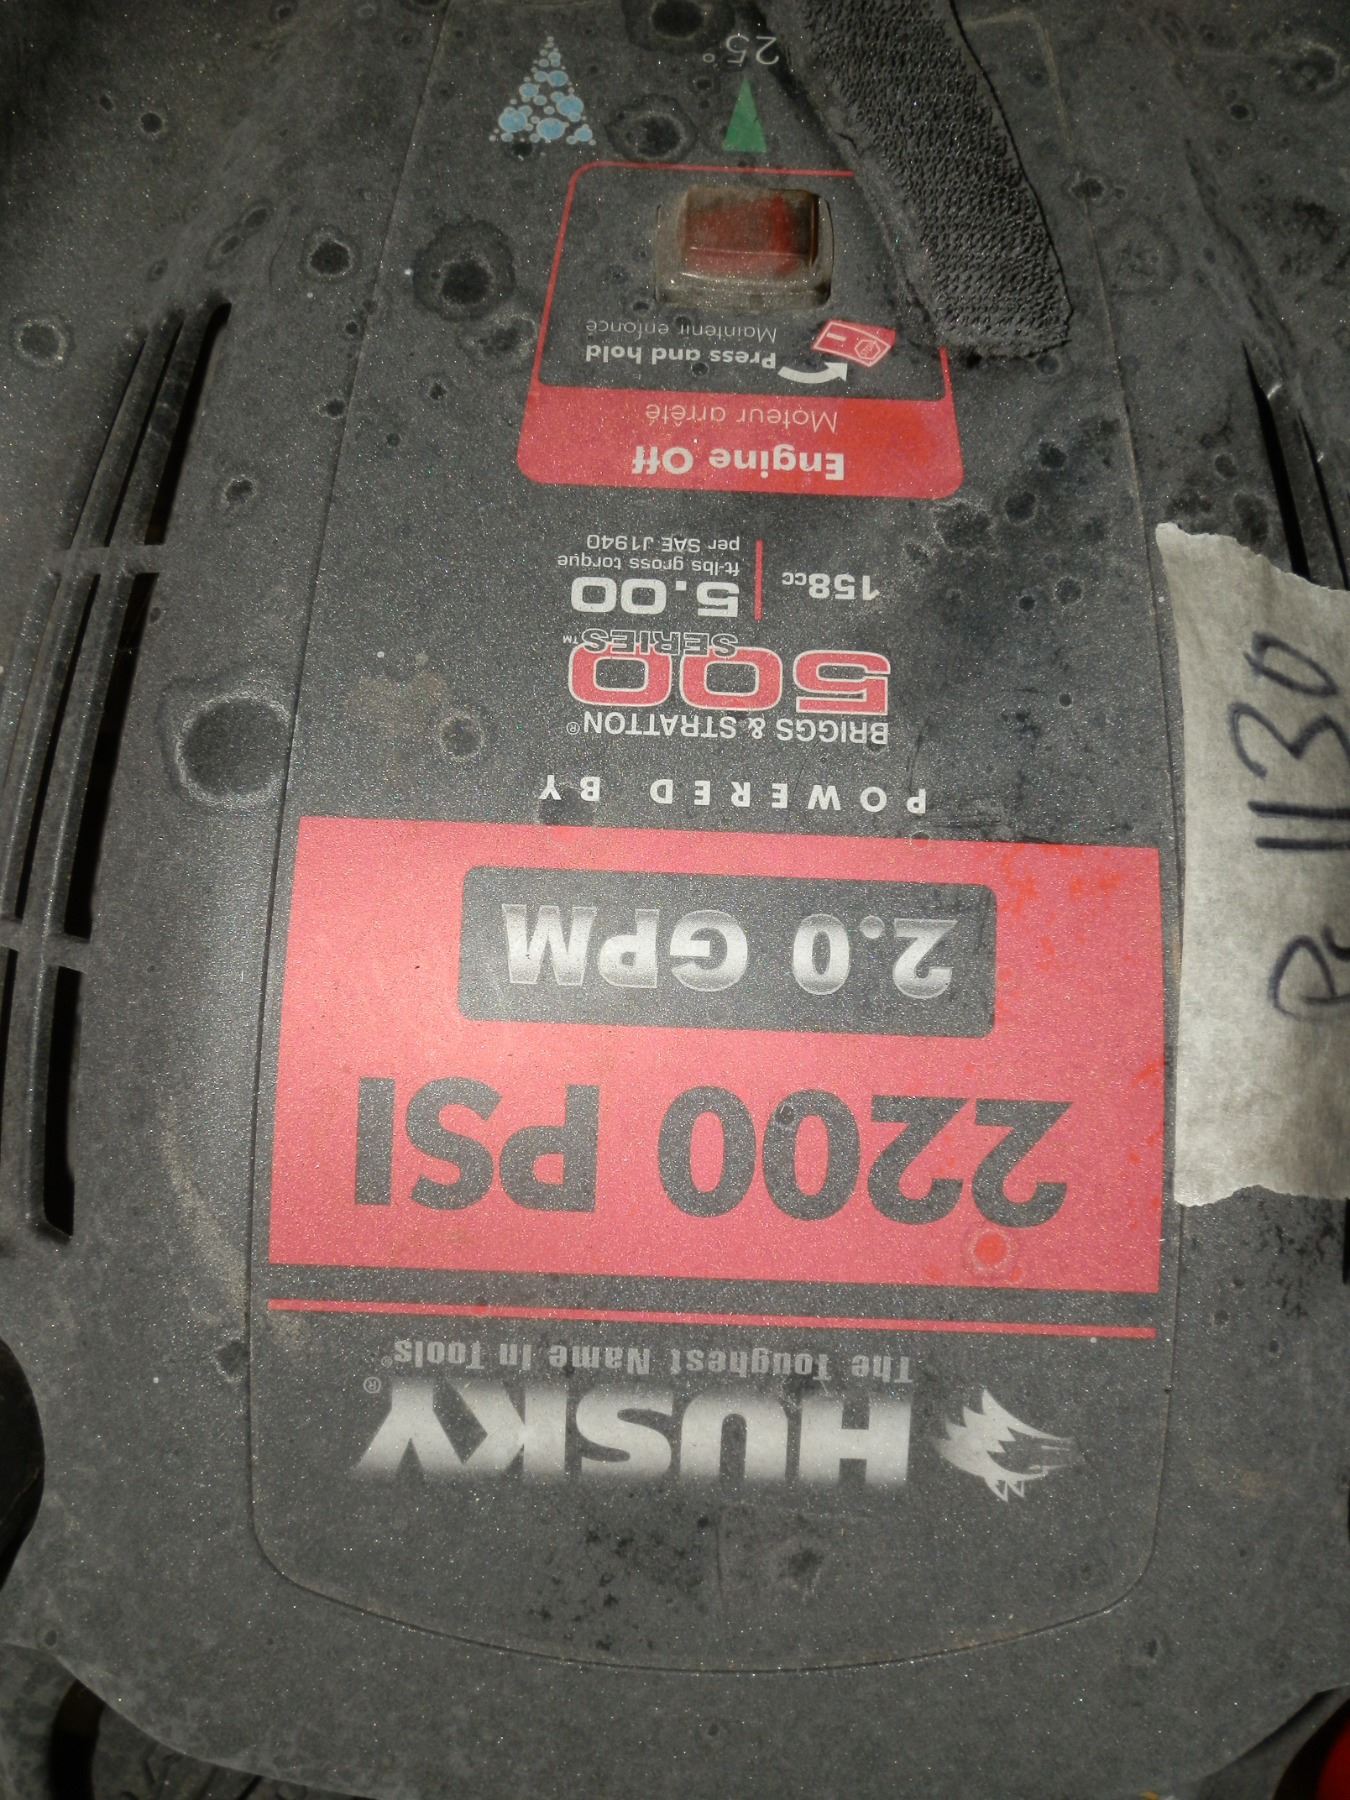 HUSKY®
The Toughest Name In Tools®
2200 PSI
2.0 GPM
POWERED BY
BRIGGS & STRATTON®
500
SERIES™
158cc
5.00
ft-lbs gross torque
per SAE J1940
Engine Off
Moteur arrêté
Press and hold
Maintenir enfoncé
25°
1130